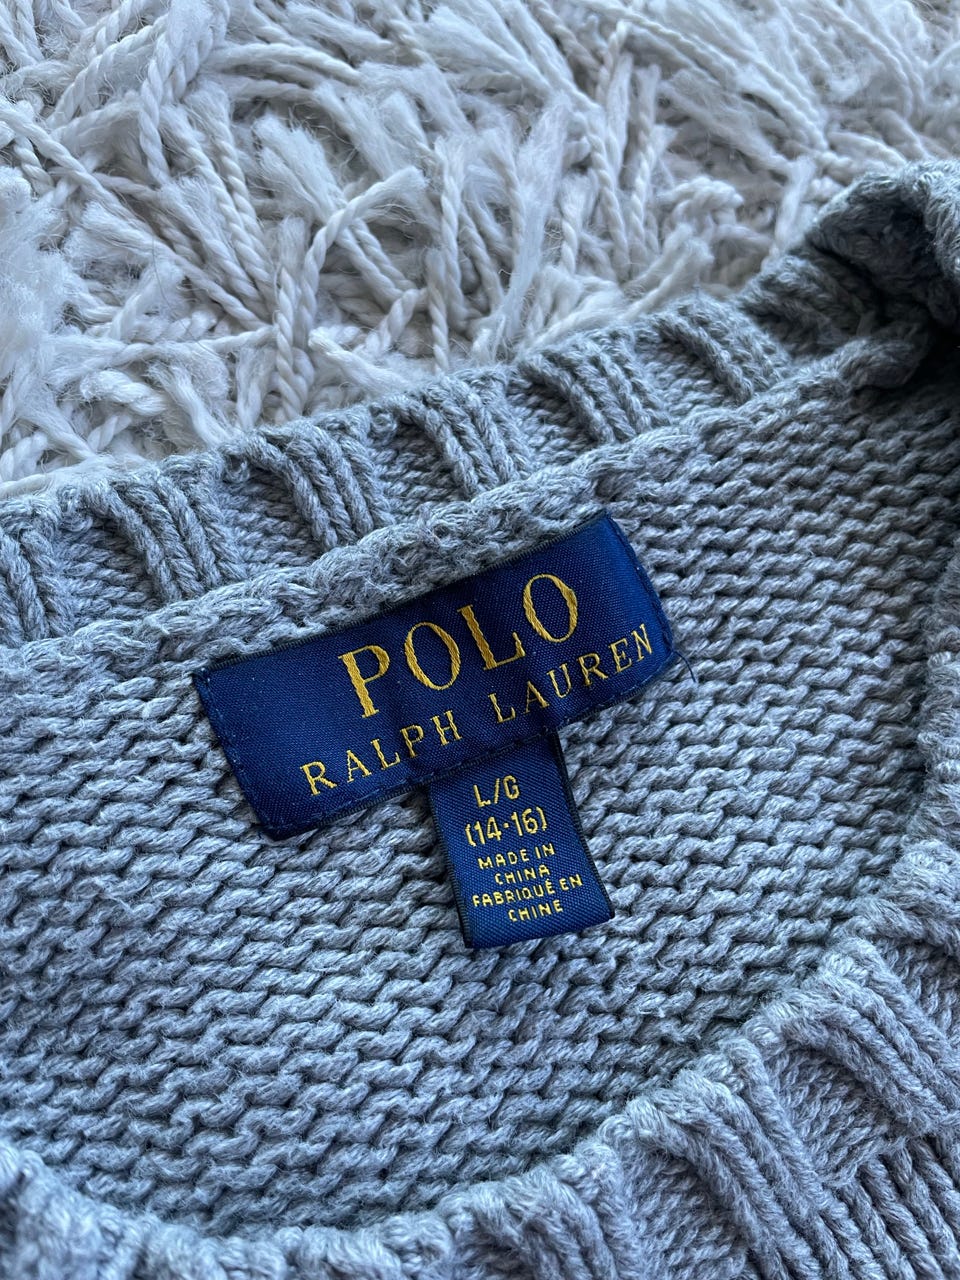 POLO
RALPH LAUREN
L/G
(14-16)
MADE IN
CHINA
FABRIQUÉ EN
CHINE